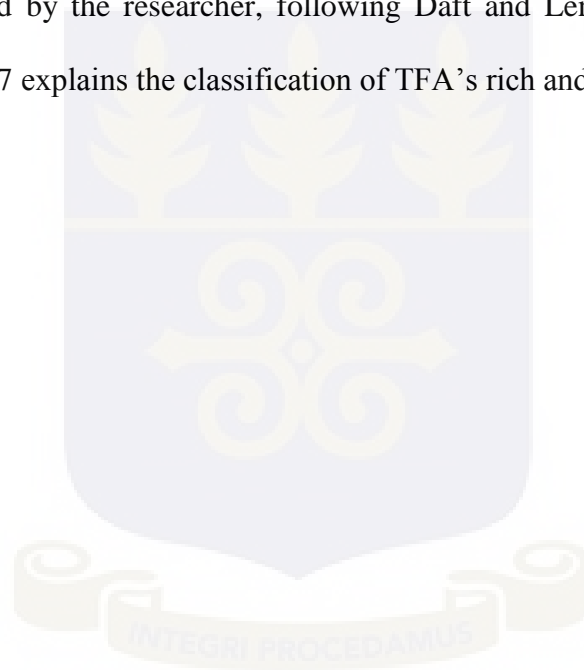 d by the researcher, following Daft and Len
7 explains the classification of TFA’s rich and
INTEGRI PROCEDAMUS